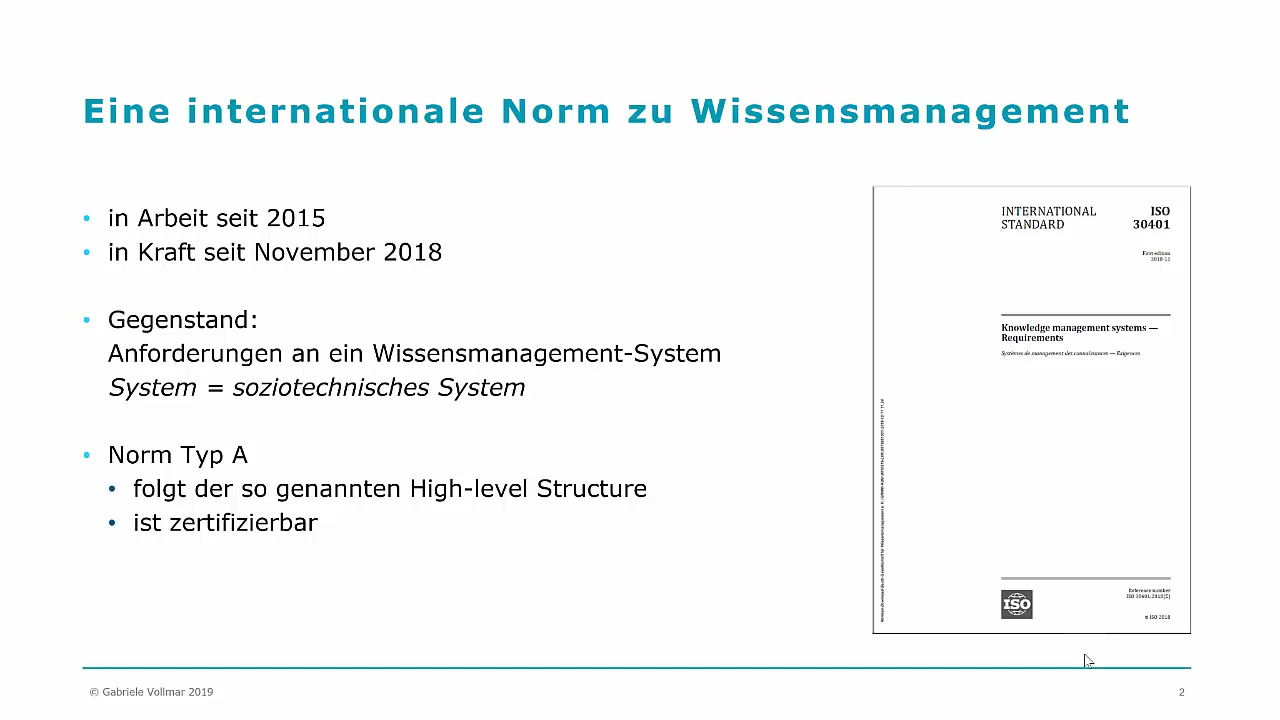 Eine internationale Norm zu Wissensmanagement
• in Arbeit seit 2015
• in Kraft seit November 2018
• Gegenstand:
Anforderungen an ein Wissensmanagement-System
System = soziotechnisches System
• Norm Typ A
• folgt der so genannten High-level Structure
• ist zertifizierbar
INTERNATIONAL
STANDARD
ISO
30401
First edition
2018-11
Knowledge management systems —
Requirements
Systèmes de management des connaissances — Exigences
ISO
Reference number
ISO 30401:2018(E)
© ISO 2018
© Gabriele Vollmar 2019
2